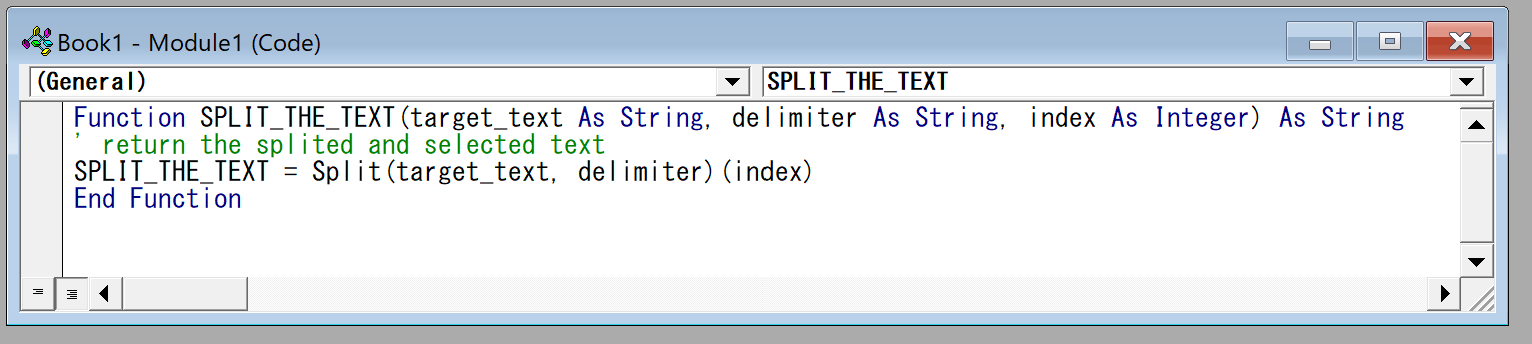 Book1 - Module1 (Code)
(General)
SPLIT_THE_TEXT
Function SPLIT_THE_TEXT(target_text As String, delimiter As String, index As Integer) As String
' return the splited and selected text
SPLIT_THE_TEXT = Split(target_text, delimiter)(index)
End Function